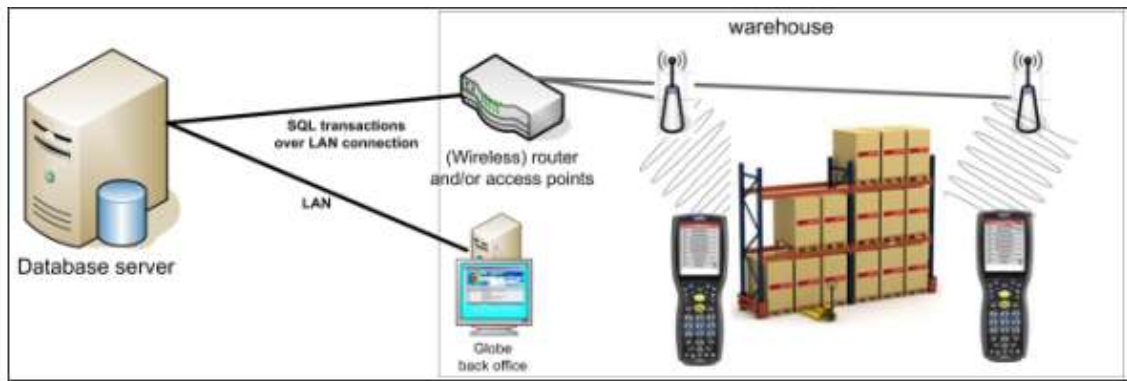 warehouse
SQL transactions
over LAN connection
(Wireless) router
and/or access points
LAN
Database server
Globe
back office